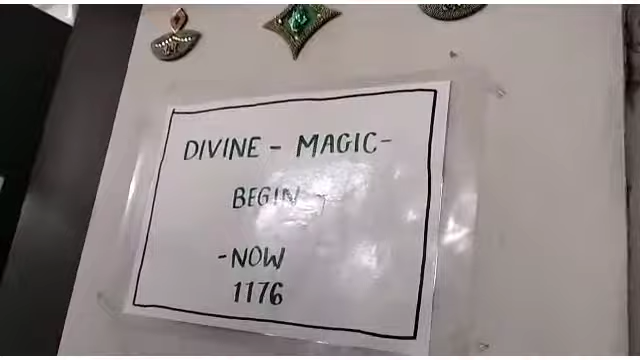 DIVINE - MAGIC-
BEGIN -
-NOW
1176